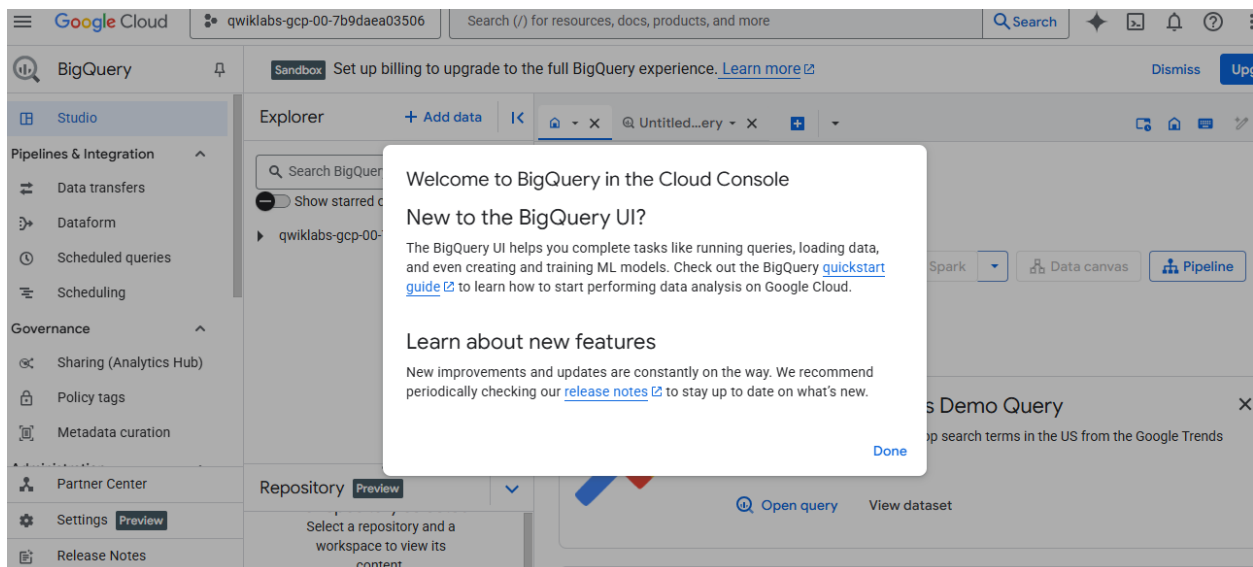 Google Cloud
qwiklabs-gcp-00-7b9daea03506
Search (/) for resources, docs, products, and more
Search
BigQuery
Sandbox Set up billing to upgrade to the full BigQuery experience. Learn more
Dismiss
Upg
Studio
Pipelines & Integration
Data transfers
Dataform
Scheduled queries
Scheduling
Governance
Sharing (Analytics Hub)
Policy tags
Metadata curation
Partner Center
Settings Preview
Release Notes
Explorer
+ Add data
Search BigQuer
Show starred
qwiklabs-gcp-00-
Repository Preview
Select a repository and a
workspace to view its
content
Untitled...ery
Welcome to BigQuery in the Cloud Console
New to the BigQuery UI?
The BigQuery UI helps you complete tasks like running queries, loading data,
and even creating and training ML models. Check out the BigQuery quickstart
guide to learn how to start performing data analysis on Google Cloud.
Learn about new features
New improvements and updates are constantly on the way. We recommend
periodically checking our release notes to stay up to date on what's new.
Done
Spark
Data canvas
Pipeline
s Demo Query
op search terms in the US from the Google Trends
Open query
View dataset